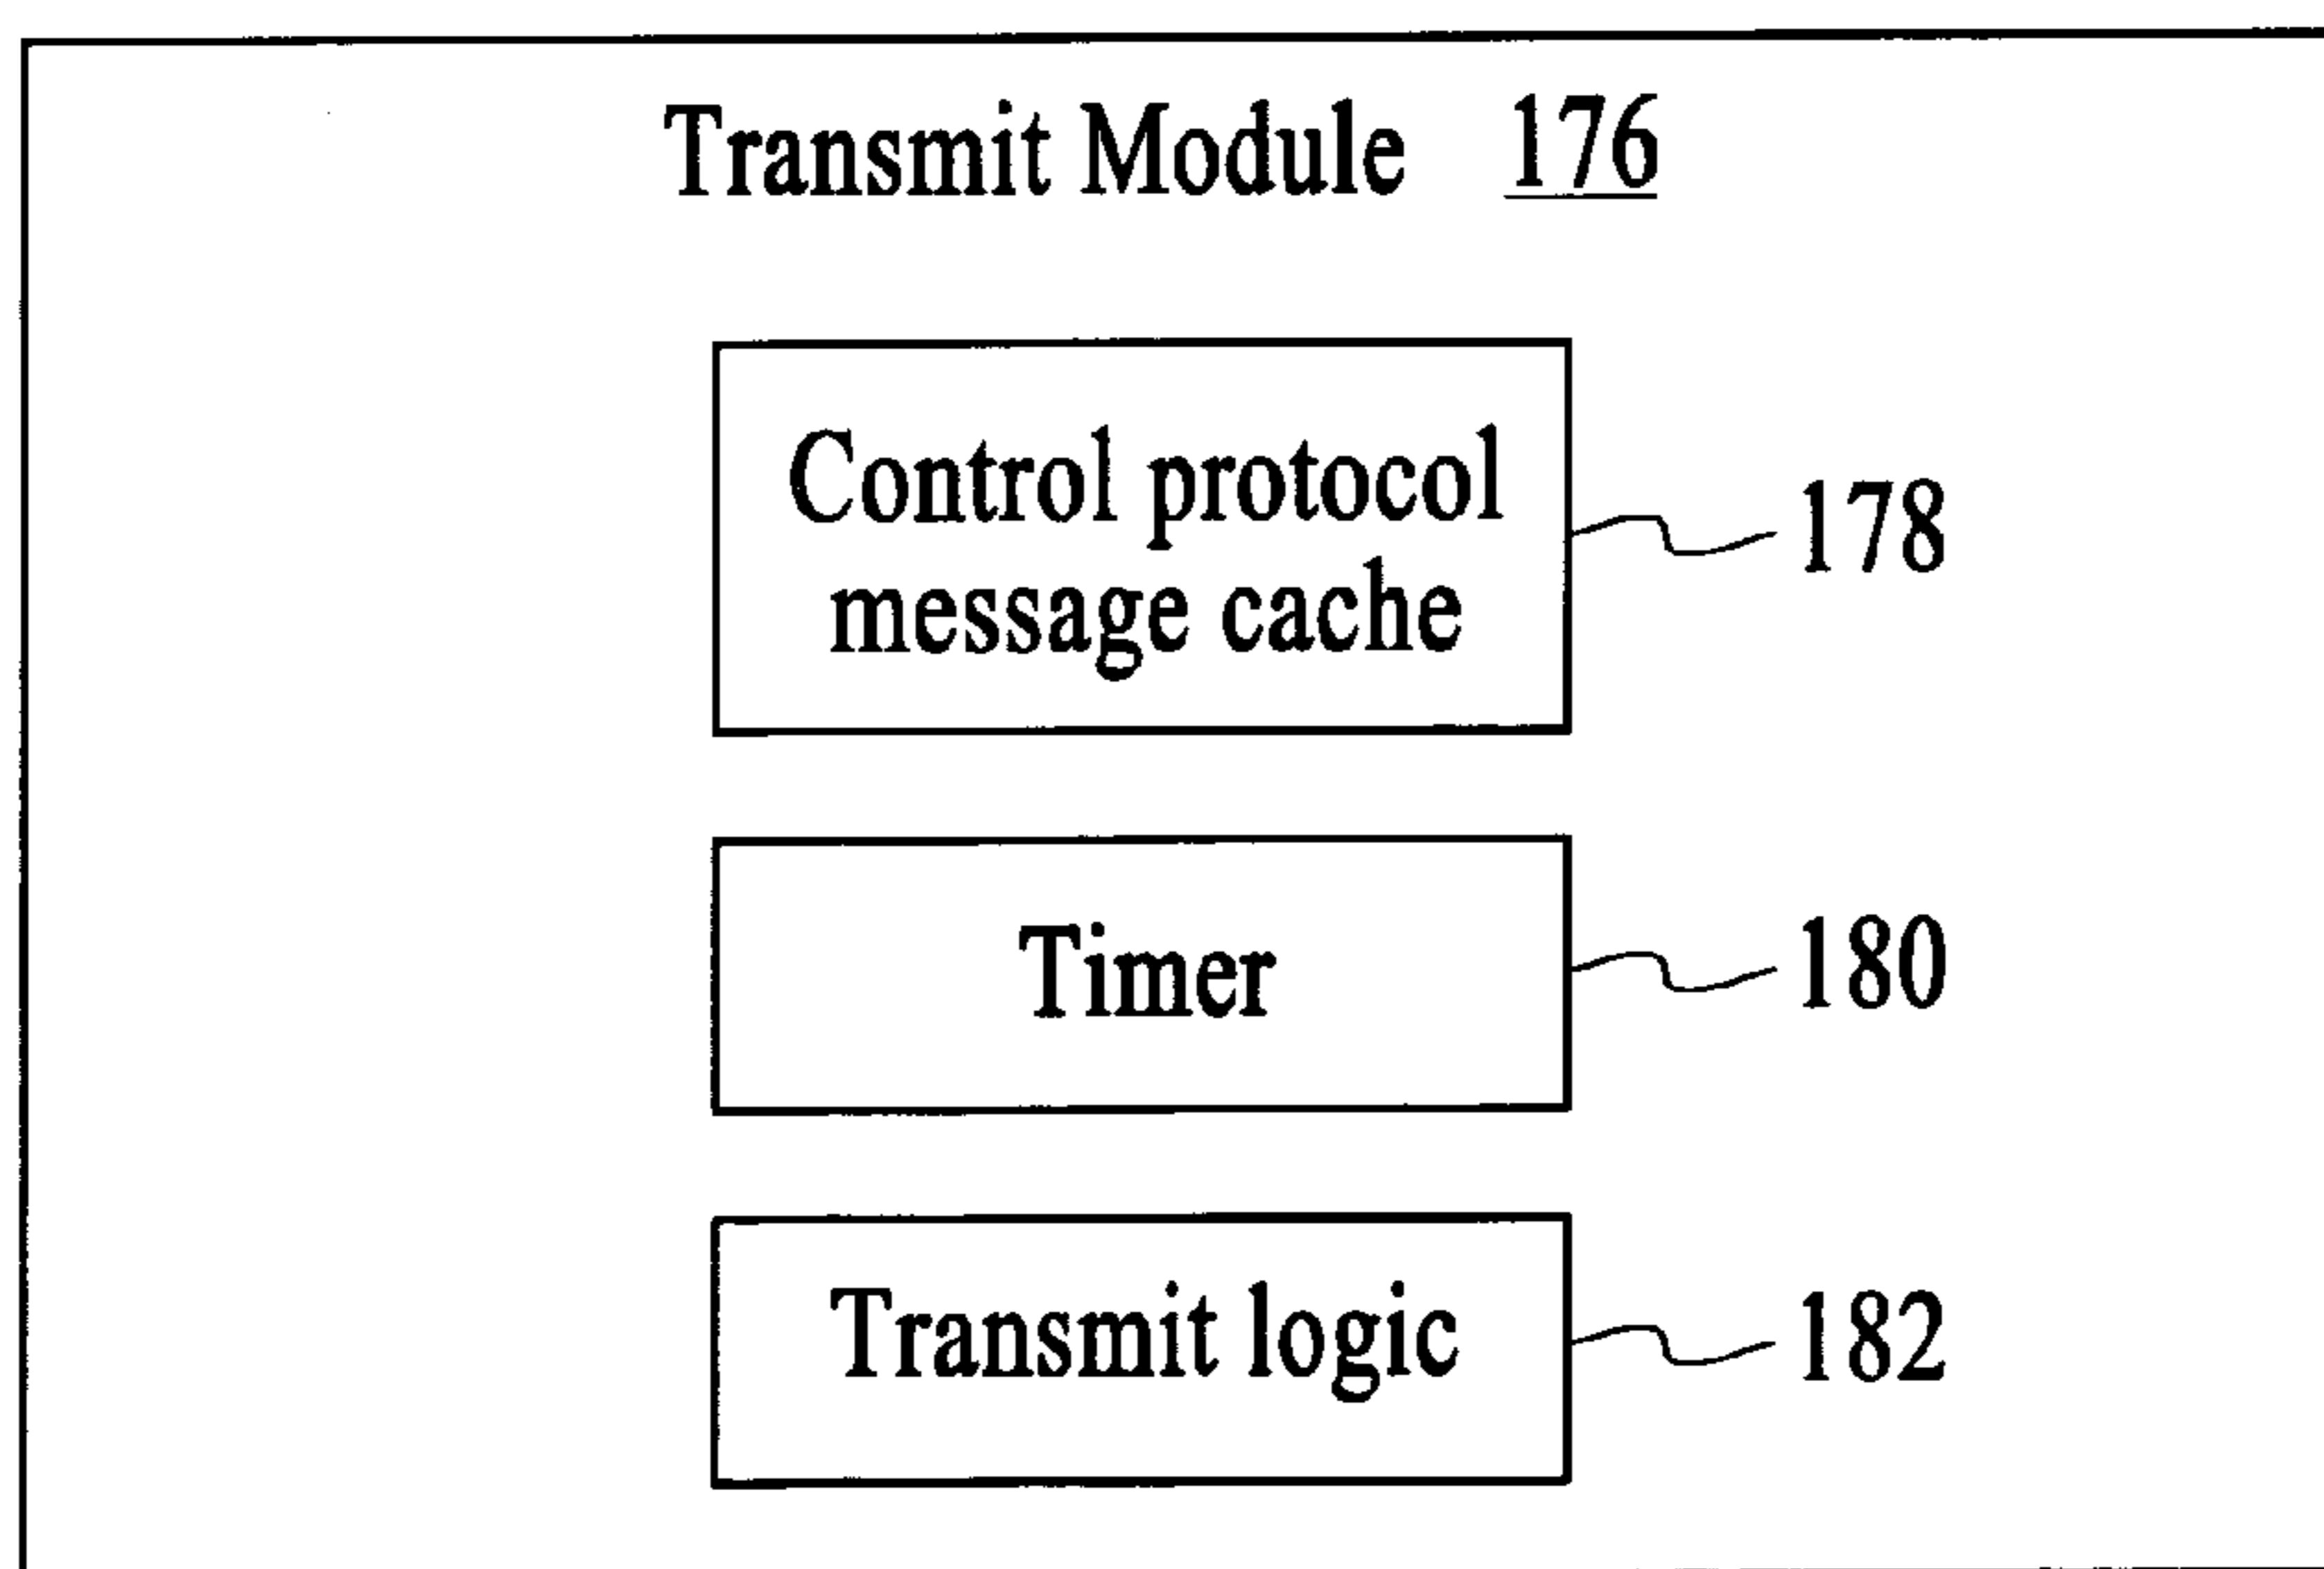 Transmit Module 176
Control protocol
message cache
178
Timer
180
Transmit logic
182